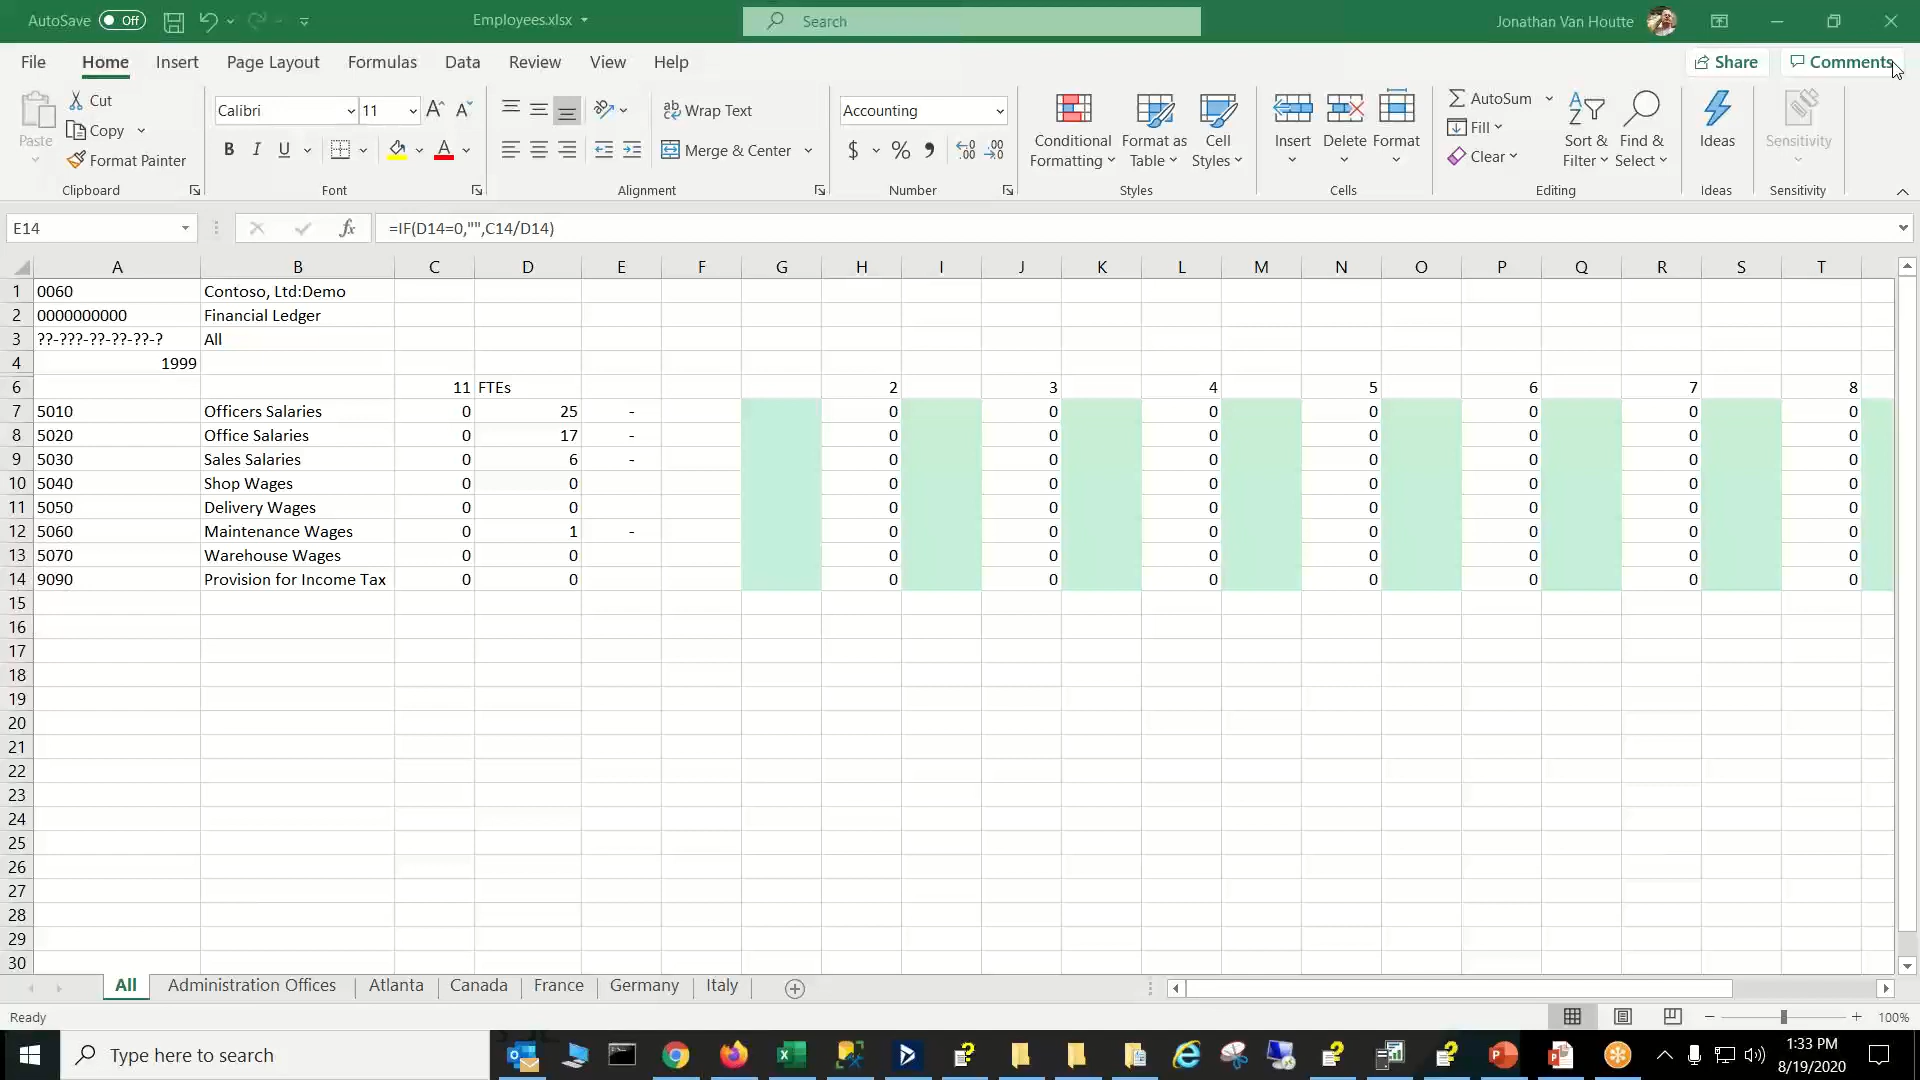 AutoSave Off Employees.xlsx Search Jonathan Van Houtte
File Home Insert Page Layout Formulas Data Review View Help Share Comments
Cut
Copy
Format Painter
Paste
Clipboard
Calibri 11
B I U A
Font
Wrap Text
Merge & Center
Alignment
Accounting
$ % 9
Number
Conditional Formatting
Format as Table
Cell Styles
Styles
Insert Delete Format
Cells
AutoSum
Fill
Clear
Sort & Filter
Find & Select
Editing
Ideas
Ideas
Sensitivity
Sensitivity
E14 fx =IF(D14=0,"",C14/D14)
A B C D E F G H I J K L M N O P Q R S T
1 0060 Contoso, Ltd:Demo
2 0000000000 Financial Ledger
3 ??-???-??-??-??-? All
4 1999
6 11 FTEs 2 3 4 5 6 7 8
7 5010 Officers Salaries 0 25 - 0 0 0 0 0 0 0
8 5020 Office Salaries 0 17 - 0 0 0 0 0 0 0
9 5030 Sales Salaries 0 6 - 0 0 0 0 0 0 0
10 5040 Shop Wages 0 0 0 0 0 0 0 0 0
11 5050 Delivery Wages 0 0 0 0 0 0 0 0 0
12 5060 Maintenance Wages 0 1 - 0 0 0 0 0 0 0
13 5070 Warehouse Wages 0 0 0 0 0 0 0 0 0
14 9090 Provision for Income Tax 0 0 0 0 0 0 0 0 0
15
16
17
18
19
20
21
22
23
24
25
26
27
28
29
30
All Administration Offices Atlanta Canada France Germany Italy
Ready 100%
Type here to search 1:33 PM
8/19/2020